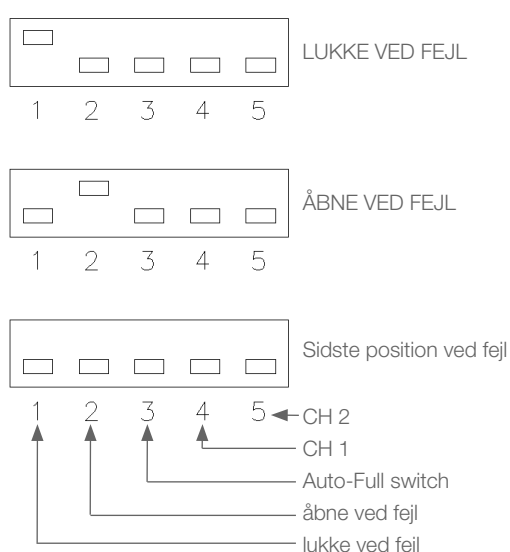 LUKKE VED FEJL
1 2 3 4 5
ÅBNE VED FEJL
1 2 3 4 5
Sidste position ved fejl
1 2 3 4 5 CH 2
CH 1
Auto-Full switch
åbne ved fejl
lukke ved fejl